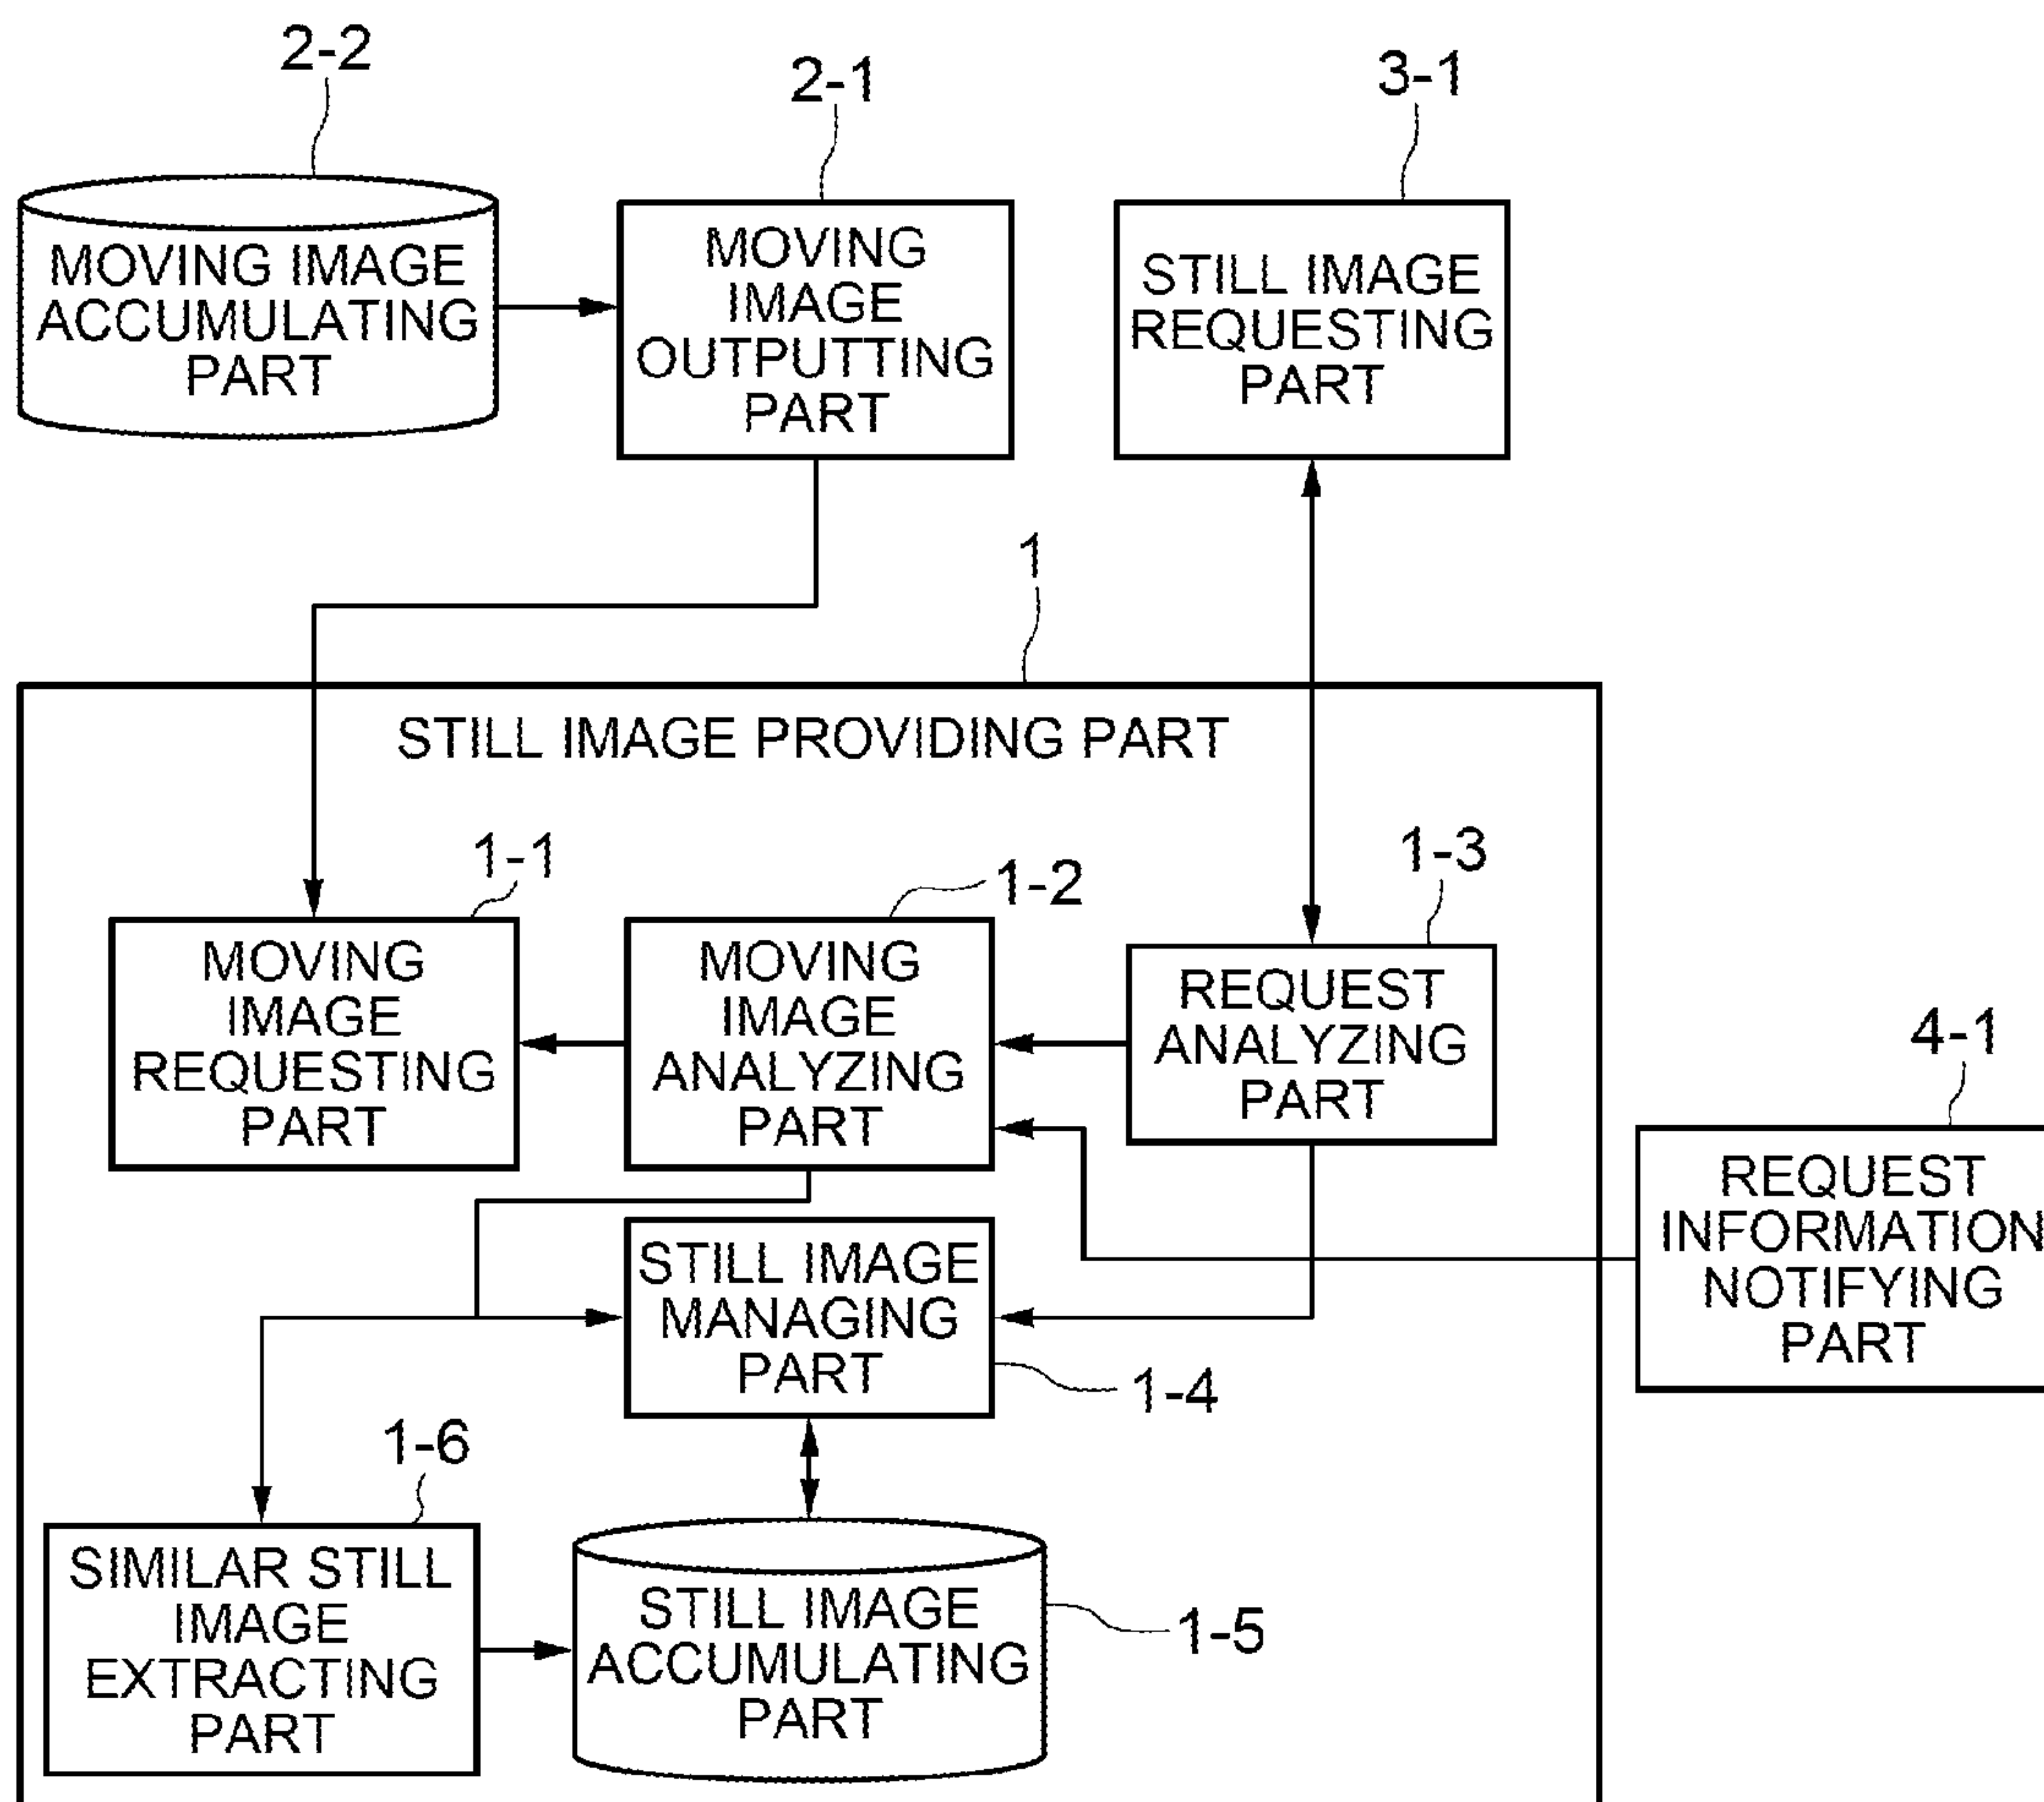 2-2
2-1
3-1
MOVING IMAGE
ACCUMULATING
PART
MOVING
IMAGE
OUTPUTTING
PART
STILL IMAGE
REQUESTING
PART
1
STILL IMAGE PROVIDING PART
1-1
1-2
1-3
MOVING
IMAGE
REQUESTING
PART
MOVING
IMAGE
ANALYZING
PART
REQUEST
ANALYZING
PART
4-1
REQUEST
INFORMATION
NOTIFYING
PART
STILL IMAGE
MANAGING
PART
1-4
1-6
SIMILAR STILL
IMAGE
EXTRACTING
PART
STILL IMAGE
ACCUMULATING
PART
1-5